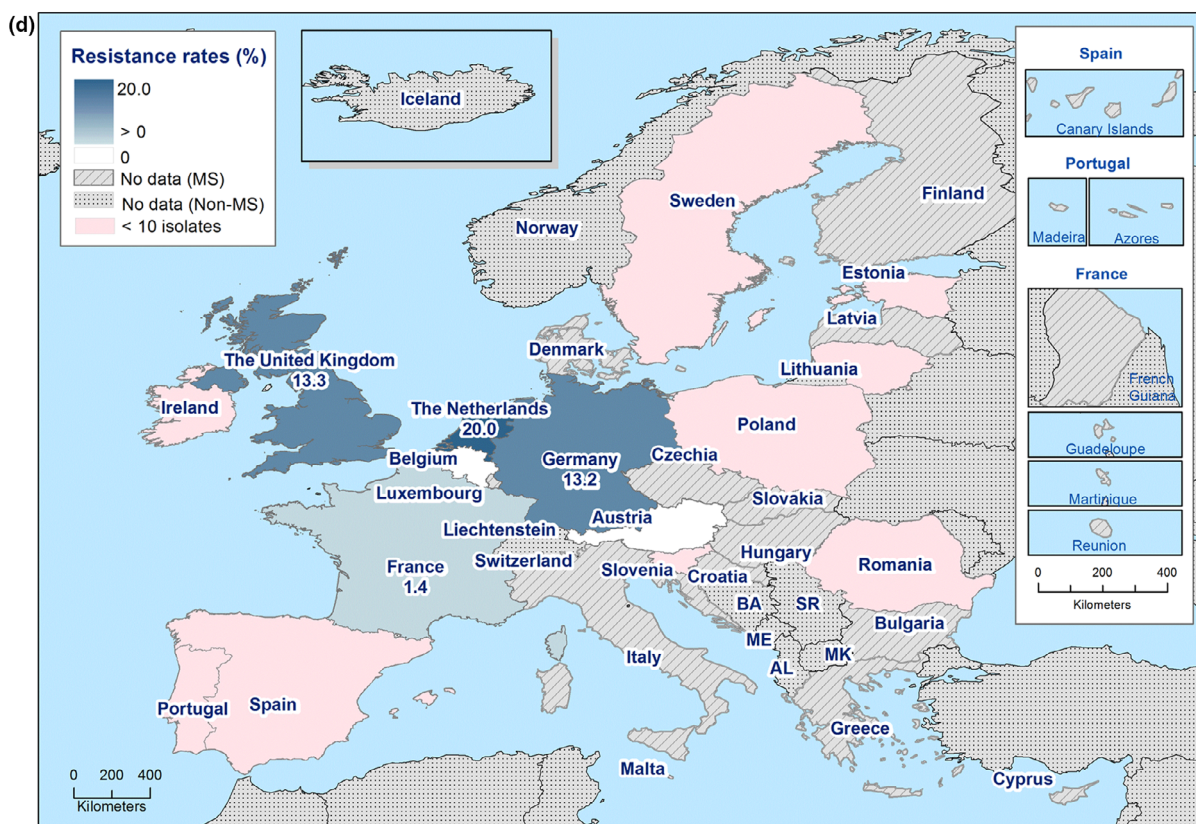 (d)
Resistance rates (%)
20.0
> 0
0
No data (MS)
No data (Non-MS)
< 10 isolates
Iceland
Norway
Sweden
Finland
Estonia
Latvia
Lithuania
Denmark
The United Kingdom
13.3
Ireland
The Netherlands
20.0
Belgium
Luxembourg
Germany
13.2
Poland
Czechia
Slovakia
Liechtenstein
Austria
Switzerland
France
1.4
Slovenia
Croatia
Hungary
Romania
BA
SR
ME
MK
AL
Bulgaria
Italy
Greece
Portugal
Spain
Malta
Cyprus
0 200 400
Kilometers
Spain
Canary Islands
Portugal
Madeira
Azores
France
French
Guiana
Guadeloupe
Martinique
Reunion
0 200 400
Kilometers